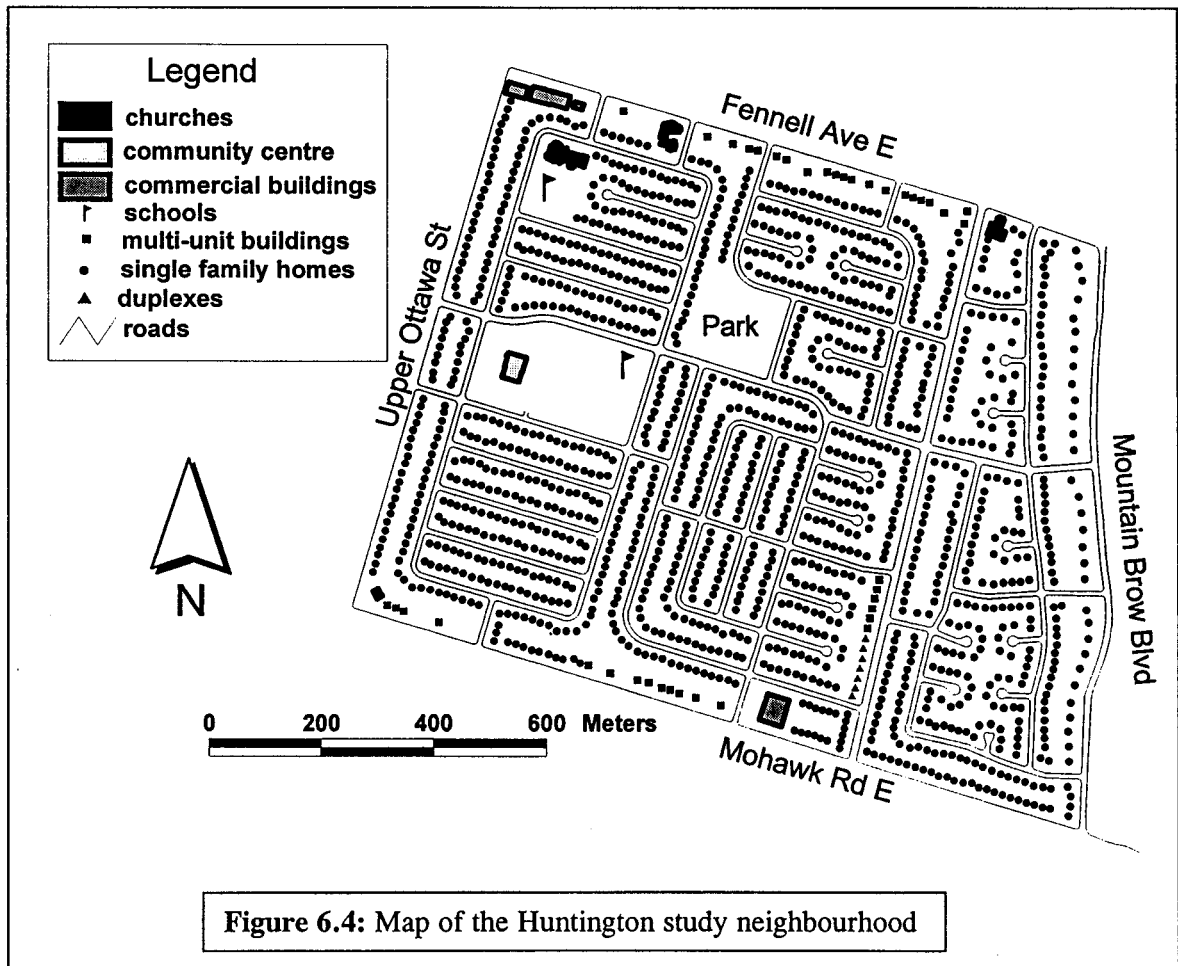 Legend
churches
community centre
commercial buildings
schools
multi-unit buildings
single family homes
duplexes
roads
Fennell Ave E
Upper Ottawa St
Park
Mountain Brow Blvd
N
0 200 400 600 Meters
Mohawk Rd E
Figure 6.4: Map of the Huntington study neighbourhood